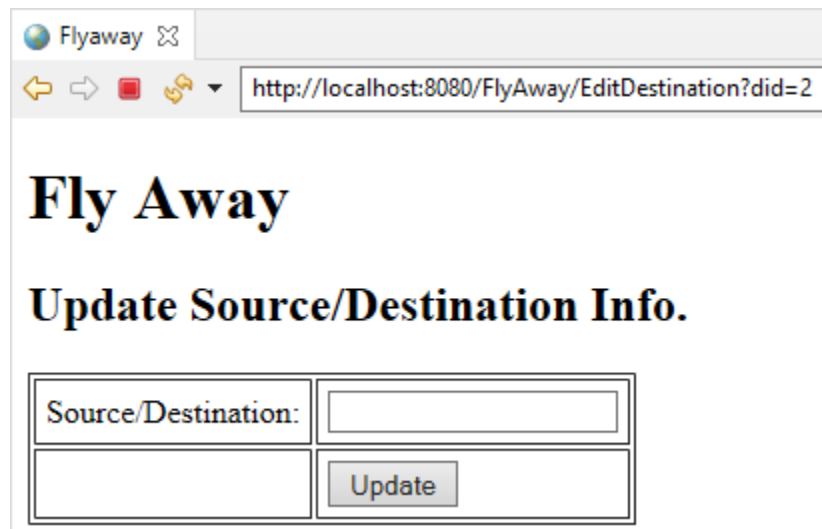 Flyaway
http://localhost:8080/FlyAway/EditDestination?did=2
Fly Away
Update Source/Destination Info.
Source/Destination:
Update